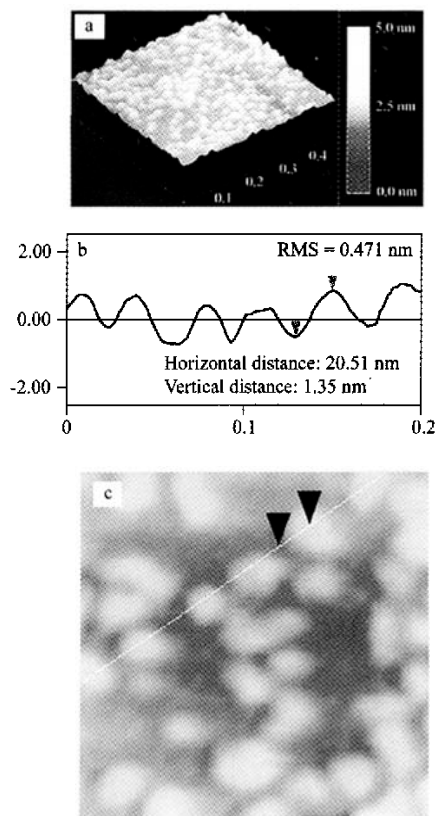 a
5.0 nm
2.5 nm
0.0 nm
0.4
0.3
0.2
0.1
b
RMS = 0.471 nm
2.00
0.00
-2.00
Horizontal distance: 20.51 nm
Vertical distance: 1.35 nm
0
0.1
0.2
c